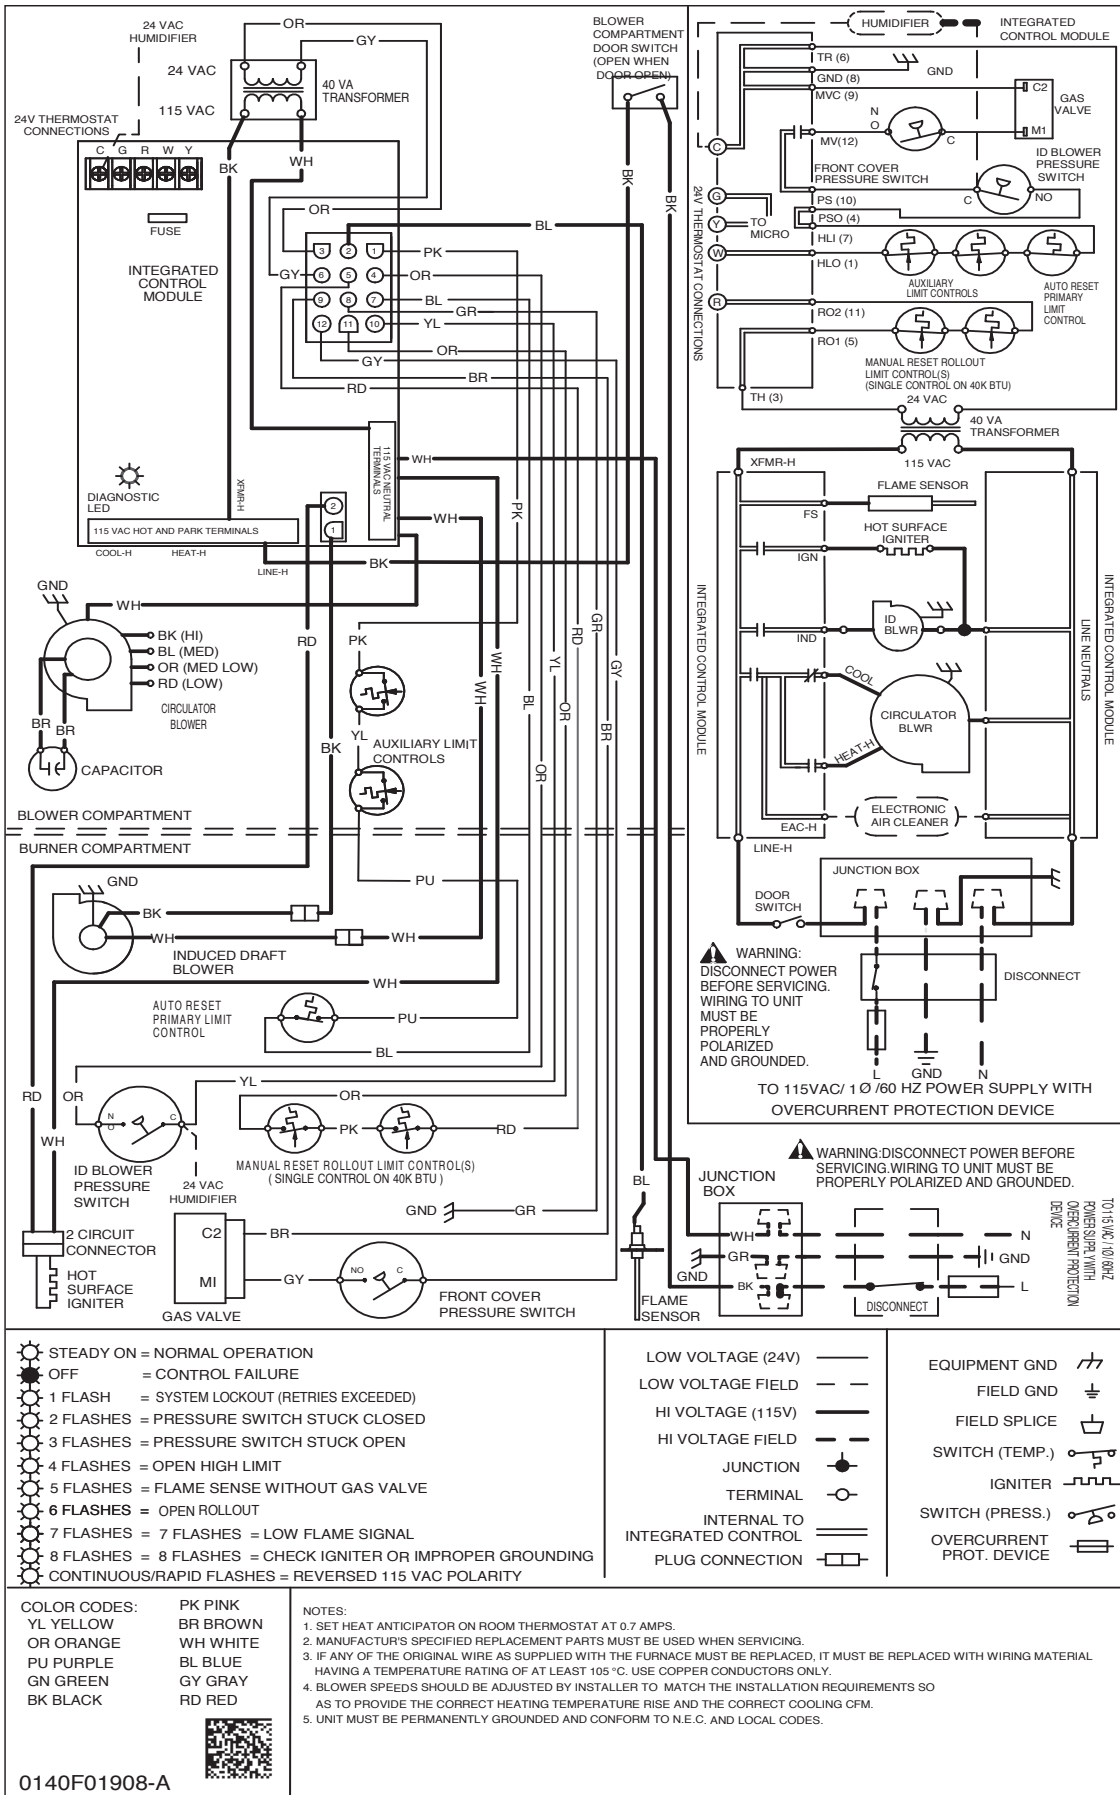 24 VAC
HUMIDIFIER
OR
GY
24 VAC
115 VAC
40 VA
TRANSFORMER
24V THERMOSTAT
CONNECTIONS
C G R W Y
BK
WH
FUSE
INTEGRATED
CONTROL
MODULE
OR
GY
3 2 1
6 5 4
9 8 7
12 11 10
BL
PK
OR
BL
GR
YL
OR
GY
BR
RD
BLOWER
COMPARTMENT
DOOR SWITCH
(OPEN WHEN
DOOR OPEN)
BK
BK
DIAGNOSTIC
LED
XFMR-H
115 VAC HOT AND PARK TERMINALS
COOL-H
HEAT-H
LINE-H
2
1
115 VAC NEUTRAL
TERMINALS
WH
WH
BK
PK
GND
WH
BK (HI)
BL (MED)
OR (MED LOW)
RD (LOW)
CIRCULATOR
BLOWER
BR
BR
CAPACITOR
RD
BK
PK
YL
AUXILIARY LIMIT
CONTROLS
WH
WH
BL
OR
YL
OR
RD
GR
BR
GY
BLOWER COMPARTMENT
BURNER COMPARTMENT
GND
BK
WH
INDUCED DRAFT
BLOWER
PU
WH
WH
AUTO RESET
PRIMARY LIMIT
CONTROL
PU
BL
YL
OR
RD
OR
WH
N
O
C
ID BLOWER
PRESSURE
SWITCH
24 VAC
HUMIDIFIER
PK
RD
MANUAL RESET ROLLOUT LIMIT CONTROL(S)
( SINGLE CONTROL ON 40K BTU )
GND
GR
C2
BR
MI
GY
NO
C
GAS VALVE
FRONT COVER
PRESSURE SWITCH
2 CIRCUIT
CONNECTOR
HOT
SURFACE
IGNITER
BL
FLAME
SENSOR
JUNCTION
BOX
WH
GR
GND
BK
DISCONNECT
N
GND
L
WARNING:DISCONNECT POWER BEFORE
SERVICING.WIRING TO UNIT MUST BE
PROPERLY POLARIZED AND GROUNDED.
TO 115 VAC / 1Ø / 60 HZ
POWER SUPPLY WITH
OVERCURRENT PROTECTION
DEVICE
HUMIDIFIER
INTEGRATED
CONTROL MODULE
TR (6)
GND (8)
GND
MVC (9)
C2
GAS
VALVE
M1
N
O
C
MV(12)
C
FRONT COVER
PRESSURE SWITCH
ID BLOWER
PRESSURE
SWITCH
C
NO
PS (10)
PSO (4)
HLI (7)
HLO (1)
G
Y
TO
MICRO
W
24V THERMOSTAT CONNECTIONS
AUXILIARY
LIMIT CONTROLS
AUTO RESET
PRIMARY
LIMIT
CONTROL
R
RO2 (11)
RO1 (5)
MANUAL RESET ROLLOUT
LIMIT CONTROL(S)
(SINGLE CONTROL ON 40K BTU)
TH (3)
24 VAC
40 VA
TRANSFORMER
115 VAC
XFMR-H
FLAME SENSOR
FS
HOT SURFACE
IGNITER
IGN
ID
BLWR
IND
COOL
CIRCULATOR
BLWR
HEAT-H
INTEGRATED CONTROL MODULE
LINE NEUTRALS
INTEGRATED CONTROL MODULE
ELECTRONIC
AIR CLEANER
EAC-H
LINE-H
JUNCTION BOX
DOOR
SWITCH
WARNING:
DISCONNECT POWER
BEFORE SERVICING.
WIRING TO UNIT
MUST BE
PROPERLY
POLARIZED
AND GROUNDED.
DISCONNECT
L
GND
N
TO 115VAC/ 1Ø /60 HZ POWER SUPPLY WITH
OVERCURRENT PROTECTION DEVICE
STEADY ON = NORMAL OPERATION
OFF = CONTROL FAILURE
1 FLASH = SYSTEM LOCKOUT (RETRIES EXCEEDED)
2 FLASHES = PRESSURE SWITCH STUCK CLOSED
3 FLASHES = PRESSURE SWITCH STUCK OPEN
4 FLASHES = OPEN HIGH LIMIT
5 FLASHES = FLAME SENSE WITHOUT GAS VALVE
6 FLASHES = OPEN ROLLOUT
7 FLASHES = 7 FLASHES = LOW FLAME SIGNAL
8 FLASHES = 8 FLASHES = CHECK IGNITER OR IMPROPER GROUNDING
CONTINUOUS/RAPID FLASHES = REVERSED 115 VAC POLARITY
LOW VOLTAGE (24V)
LOW VOLTAGE FIELD
HI VOLTAGE (115V)
HI VOLTAGE FIELD
JUNCTION
TERMINAL
INTERNAL TO
INTEGRATED CONTROL
PLUG CONNECTION
EQUIPMENT GND
FIELD GND
FIELD SPLICE
SWITCH (TEMP.)
IGNITER
SWITCH (PRESS.)
OVERCURRENT
PROT. DEVICE
COLOR CODES:
YL YELLOW
OR ORANGE
PU PURPLE
GN GREEN
BK BLACK
PK PINK
BR BROWN
WH WHITE
BL BLUE
GY GRAY
RD RED
0140F01908-A
NOTES:
1. SET HEAT ANTICIPATOR ON ROOM THERMOSTAT AT 0.7 AMPS.
2. MANUFACTUR'S SPECIFIED REPLACEMENT PARTS MUST BE USED WHEN SERVICING.
3. IF ANY OF THE ORIGINAL WIRE AS SUPPLIED WITH THE FURNACE MUST BE REPLACED, IT MUST BE REPLACED WITH WIRING MATERIAL
HAVING A TEMPERATURE RATING OF AT LEAST 105 °C. USE COPPER CONDUCTORS ONLY.
4. BLOWER SPEEDS SHOULD BE ADJUSTED BY INSTALLER TO MATCH THE INSTALLATION REQUIREMENTS SO
AS TO PROVIDE THE CORRECT HEATING TEMPERATURE RISE AND THE CORRECT COOLING CFM.
5. UNIT MUST BE PERMANENTLY GROUNDED AND CONFORM TO N.E.C. AND LOCAL CODES.